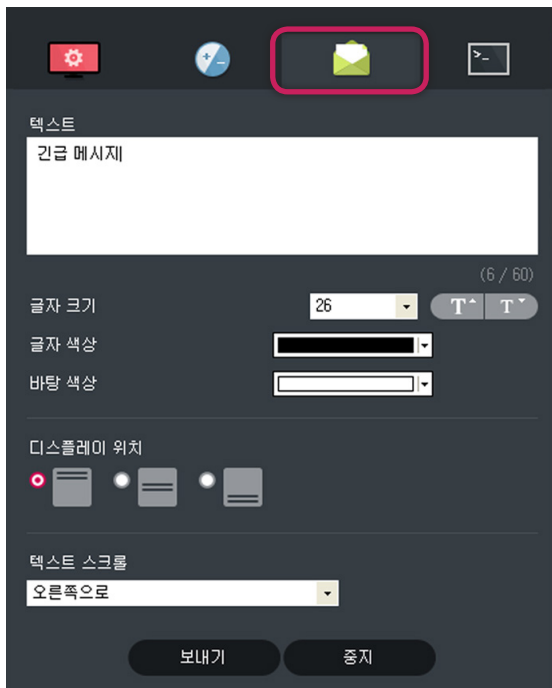 텍스트
긴급 메시지
(6 / 60)
글자 크기
26
T T
글자 색상
바탕 색상
디스플레이 위치
텍스트 스크롤
오른쪽으로
보내기
중지